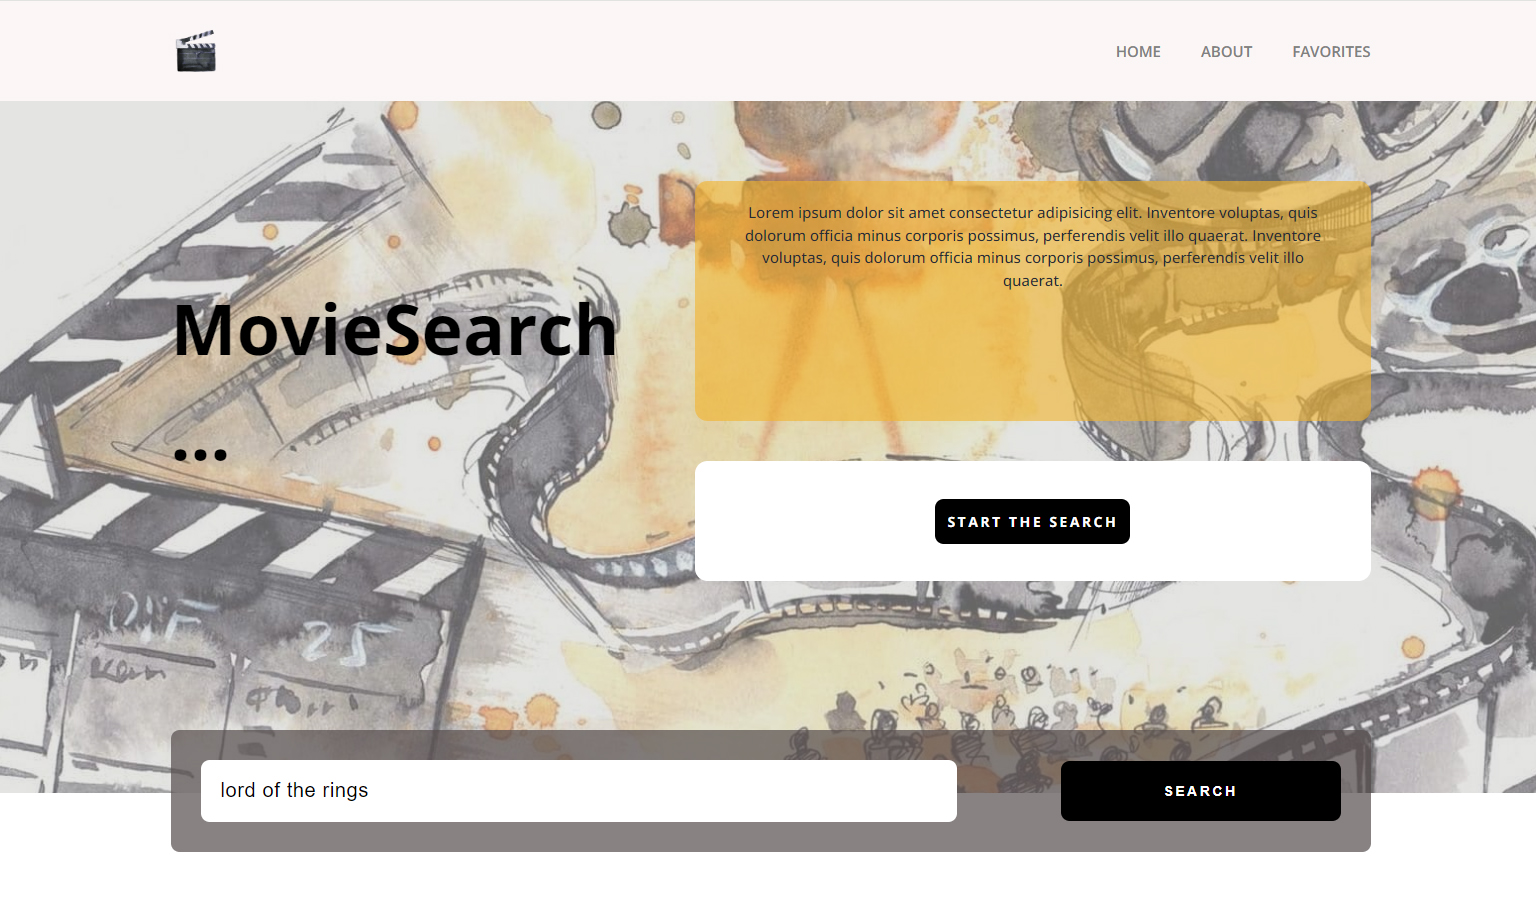 HOME ABOUT FAVORITES
Lorem ipsum dolor sit amet consectetur adipisicing elit. Inventore voluptas, quis
dolorum officia minus corporis possimus, perferendis velit illo quaerat. Inventore
voluptas, quis dolorum officia minus corporis possimus, perferendis velit illo
quaerat.
MovieSearch
...
START THE SEARCH
25
lord of the rings
SEARCH